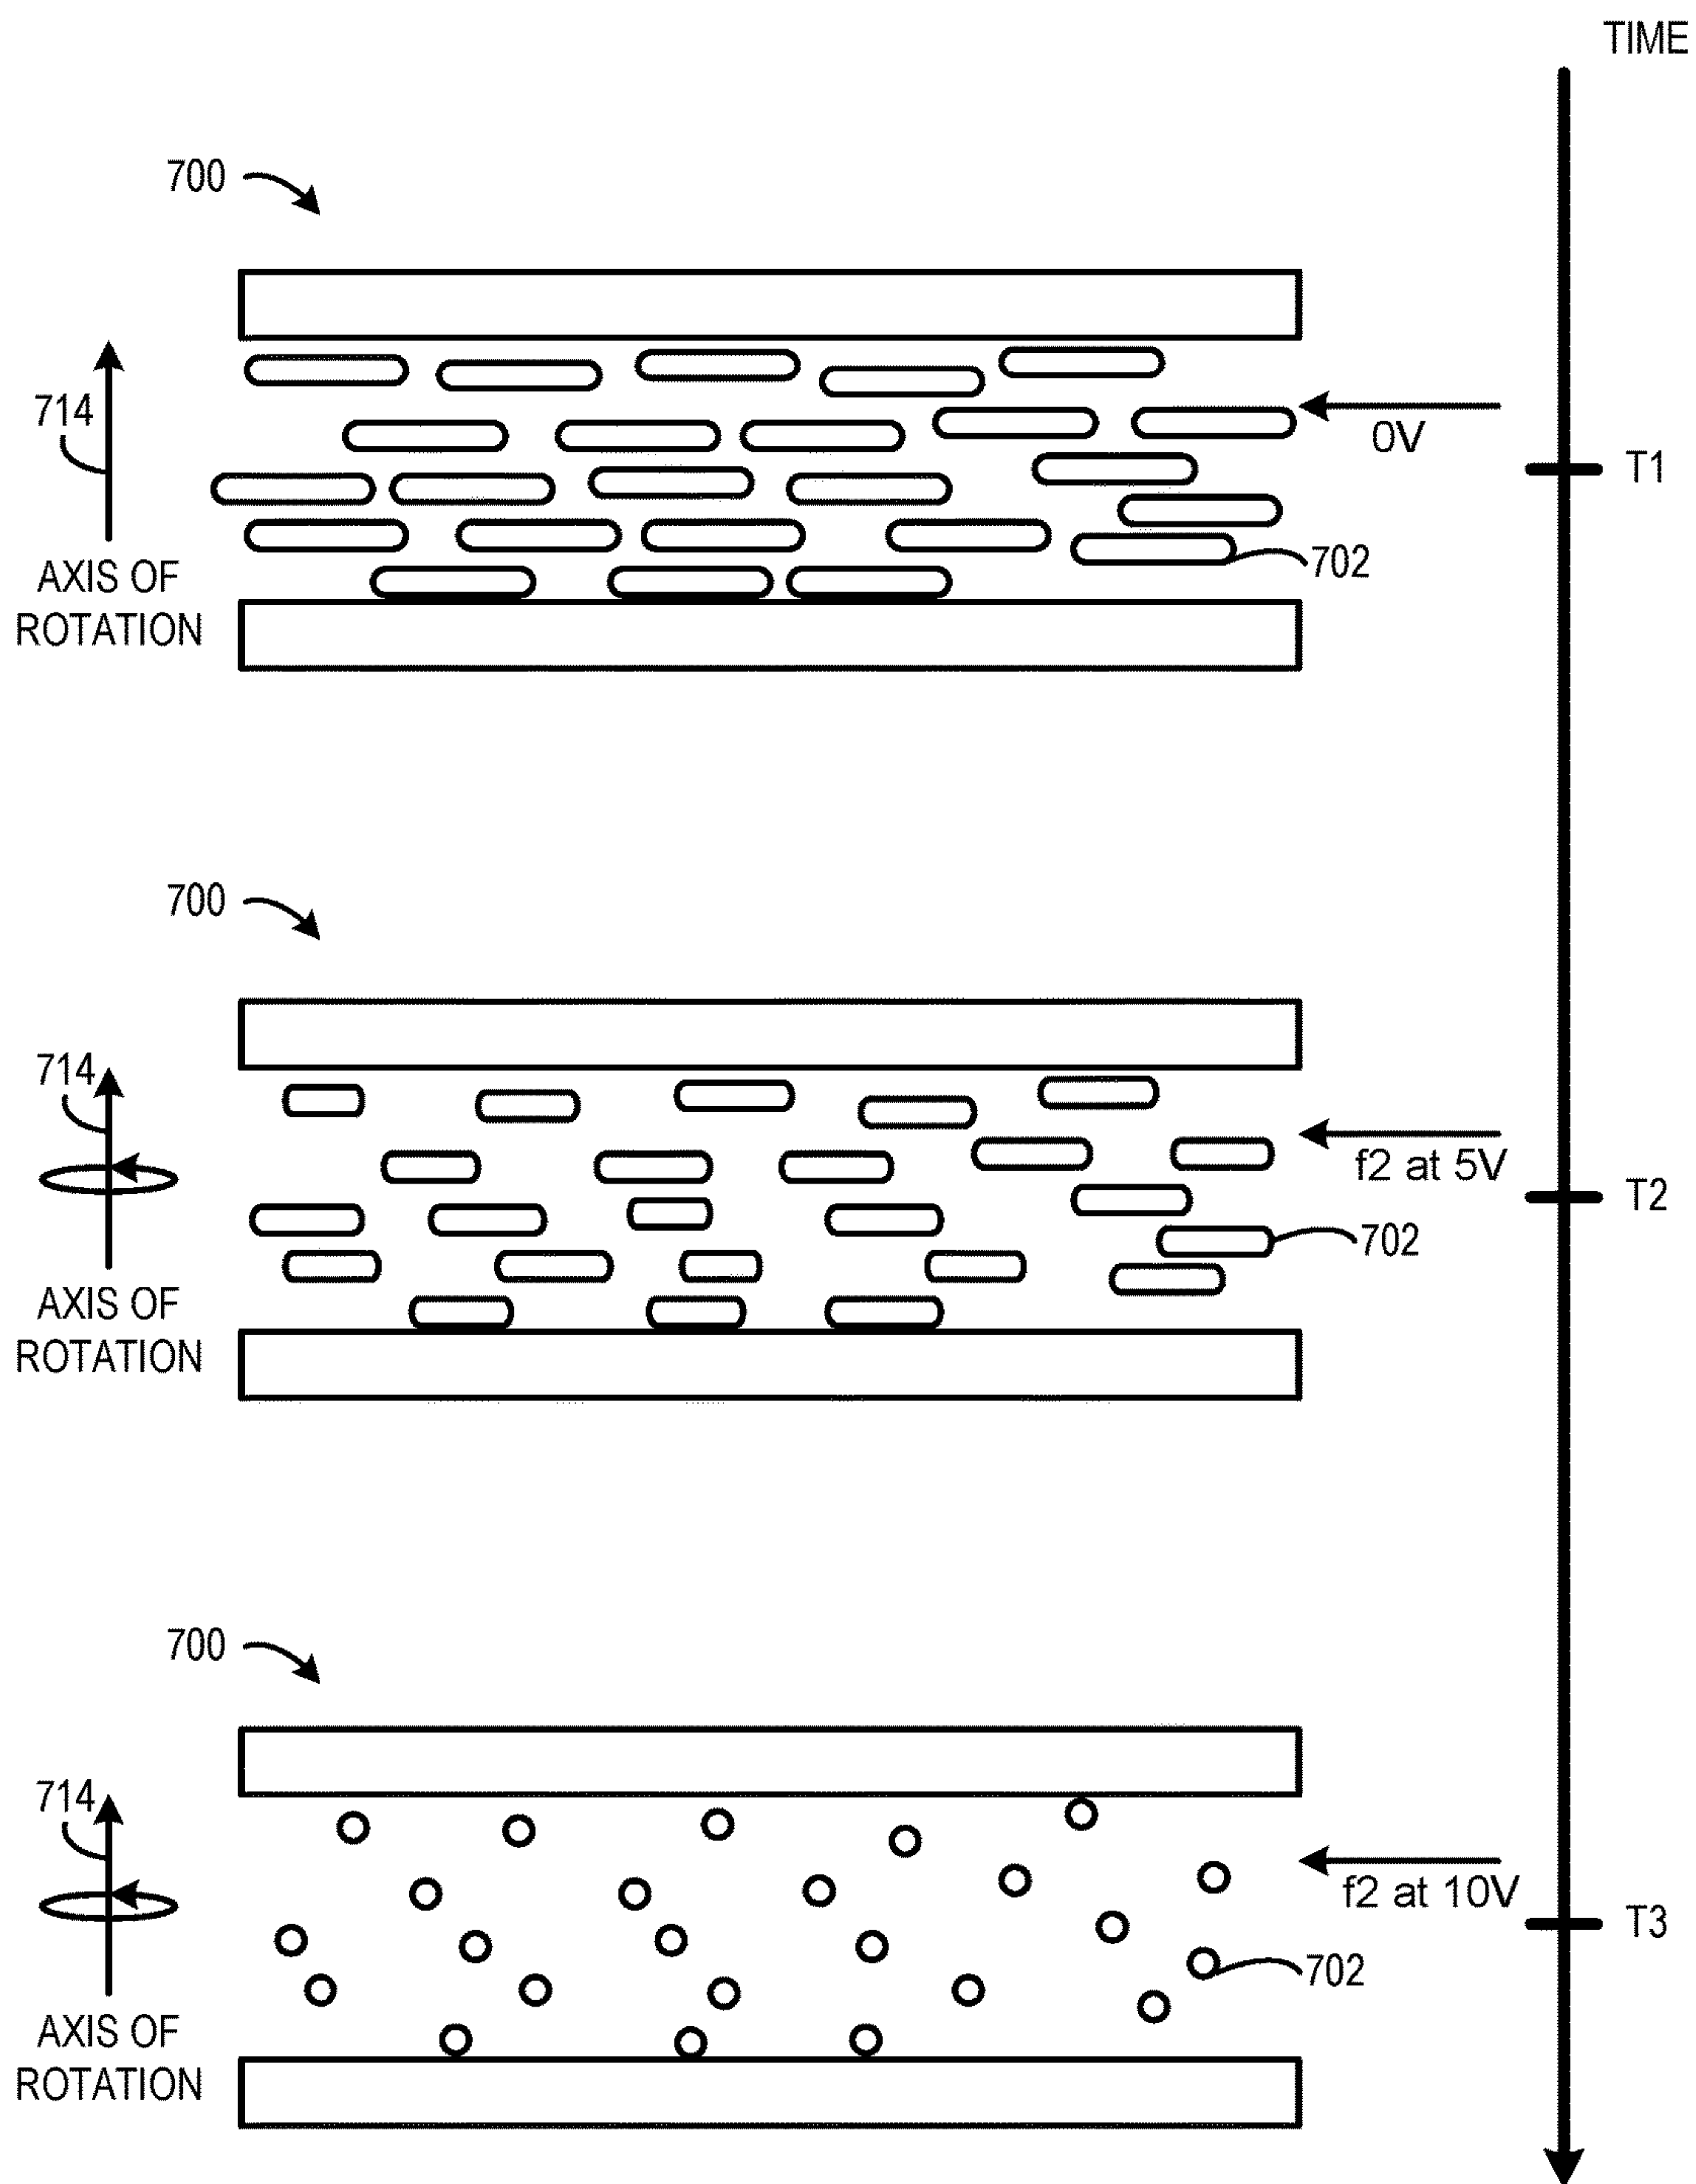 TIME
700
714
0V
T1
702
AXIS OF
ROTATION
700
714
f2 at 5V
T2
702
AXIS OF
ROTATION
700
714
f2 at 10V
T3
702
AXIS OF
ROTATION